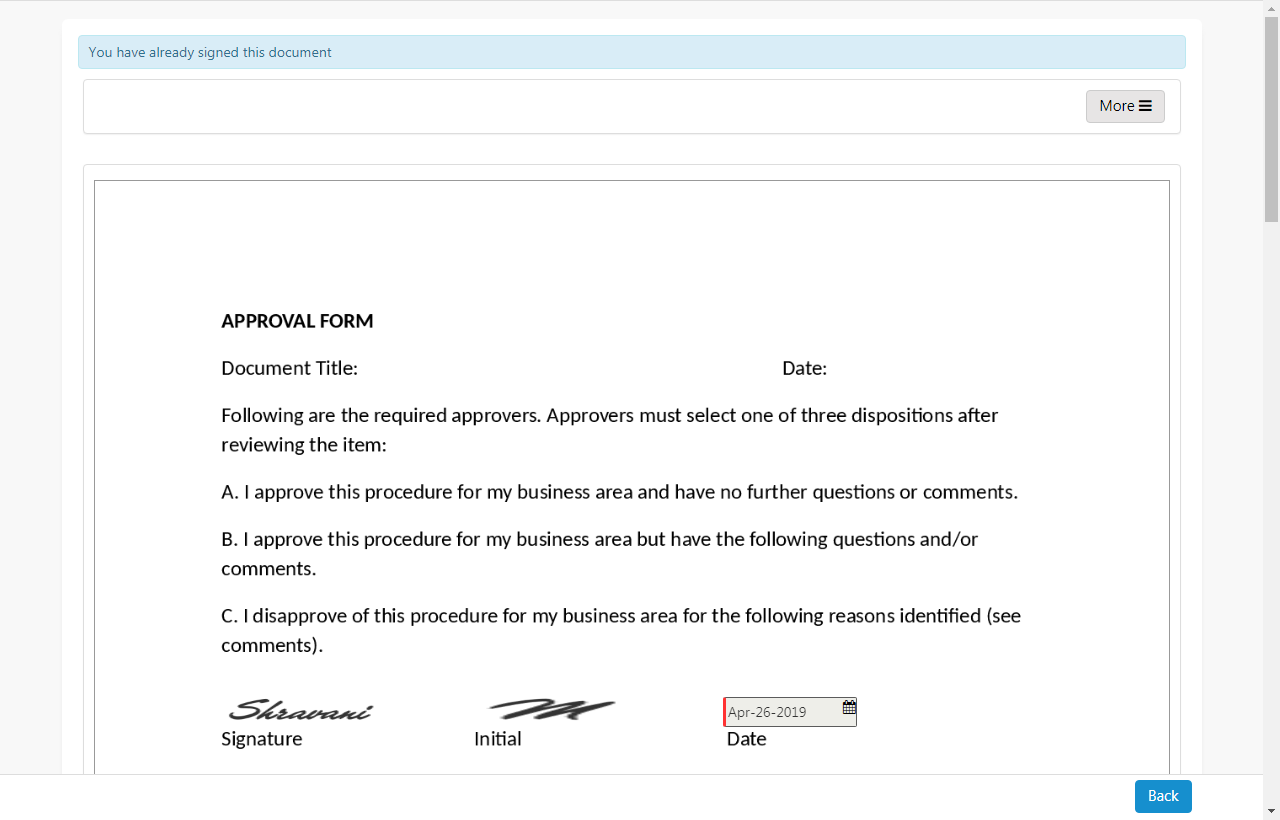 You have already signed this document
More
APPROVAL FORM
Document Title: Date:
Following are the required approvers. Approvers must select one of three dispositions after
reviewing the item:
A. I approve this procedure for my business area and have no further questions or comments.
B. I approve this procedure for my business area but have the following questions and/or
comments.
C. I disapprove of this procedure for my business area for the following reasons identified (see
comments).
Shravani Apr-26-2019
Signature Initial Date
Back